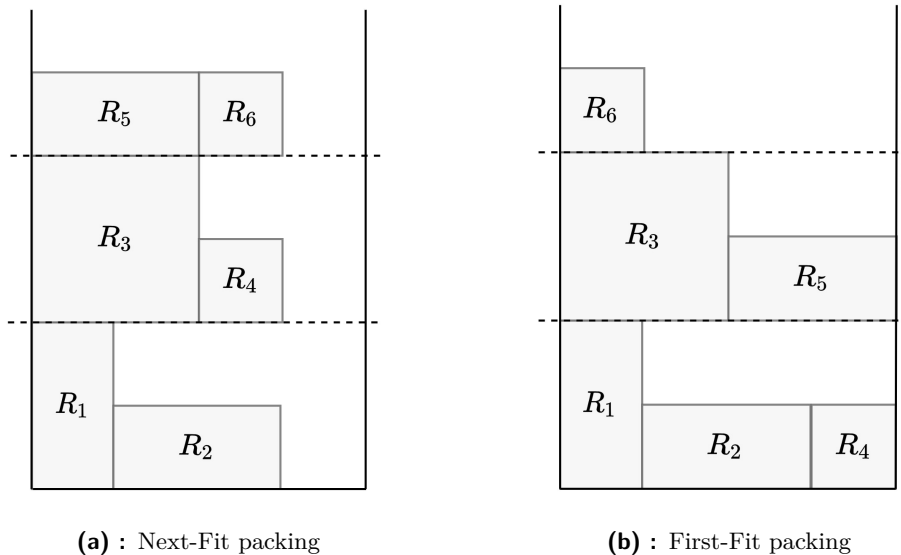 R₅ R₆
R₃
R₄
R₁
R₂
(a) : Next-Fit packing
R₆
R₃
R₅
R₁
R₂ R₄
(b) : First-Fit packing